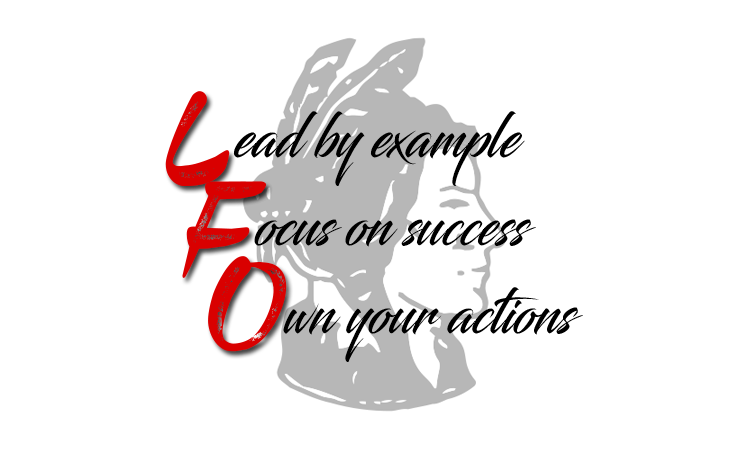 Lead by example
Focus on success
Own your actions